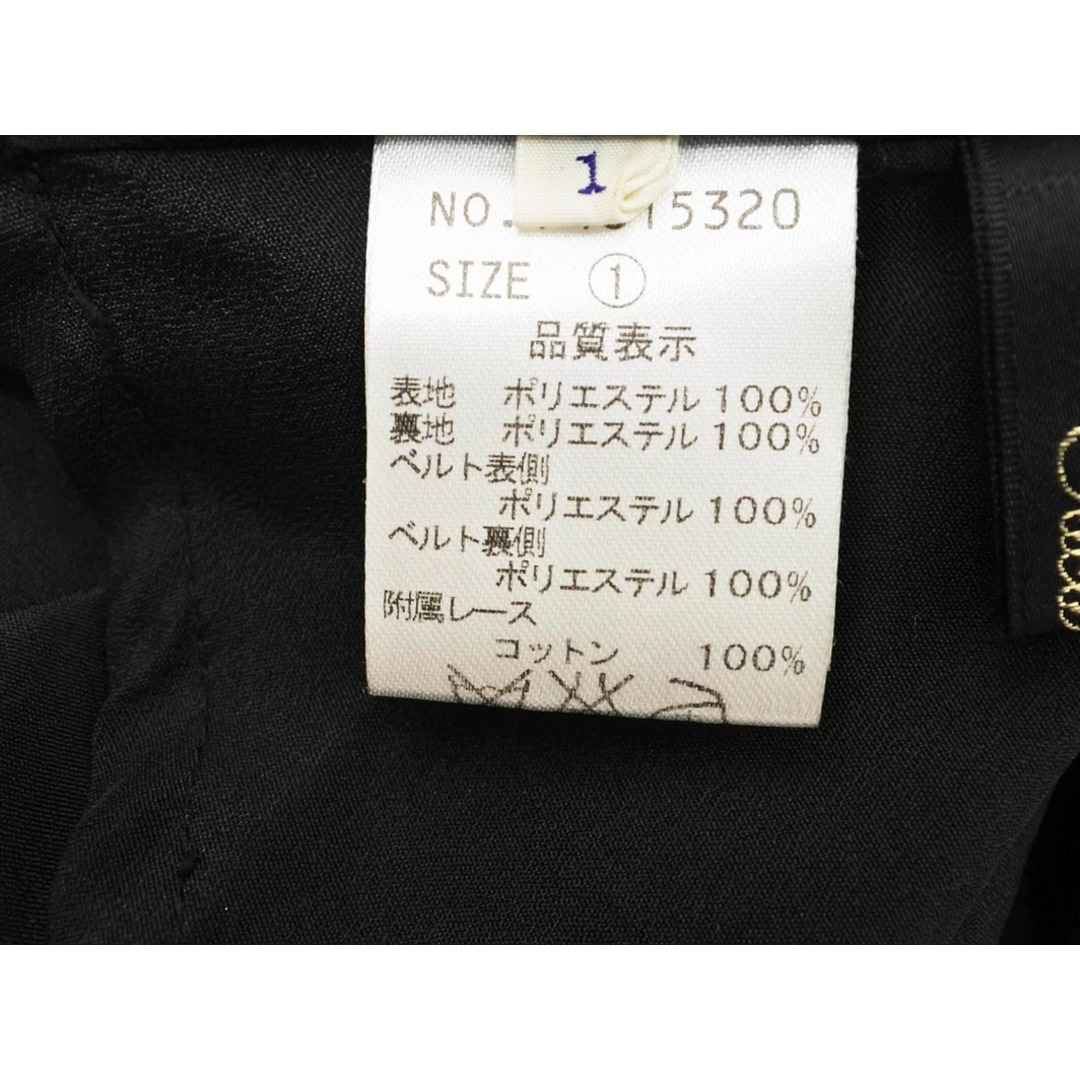 1
NO. 15320
SIZE ①
品質表示
表地 ポリエステル 100%
裏地 ポリエステル 100%
ベルト表側
ポリエステル 100%
ベルト裏側
ポリエステル 100%
附属レース
コットン 100%